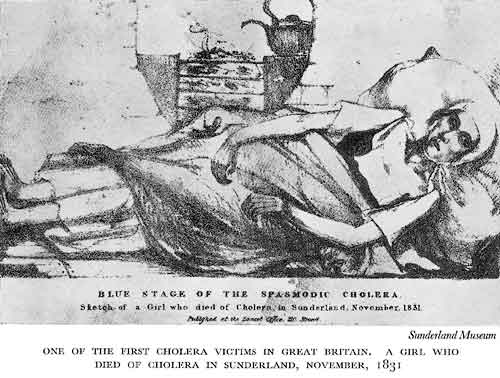 BLUE STAGE OF THE SPASMODIC CHOLERA.
Sketch of a Girl who died of Cholera, in Sunderland, November, 1831.
Published at the Lancet Office, Strand.
Sunderland Museum
ONE OF THE FIRST CHOLERA VICTIMS IN GREAT BRITAIN. A GIRL WHO
DIED OF CHOLERA IN SUNDERLAND, NOVEMBER, 1831